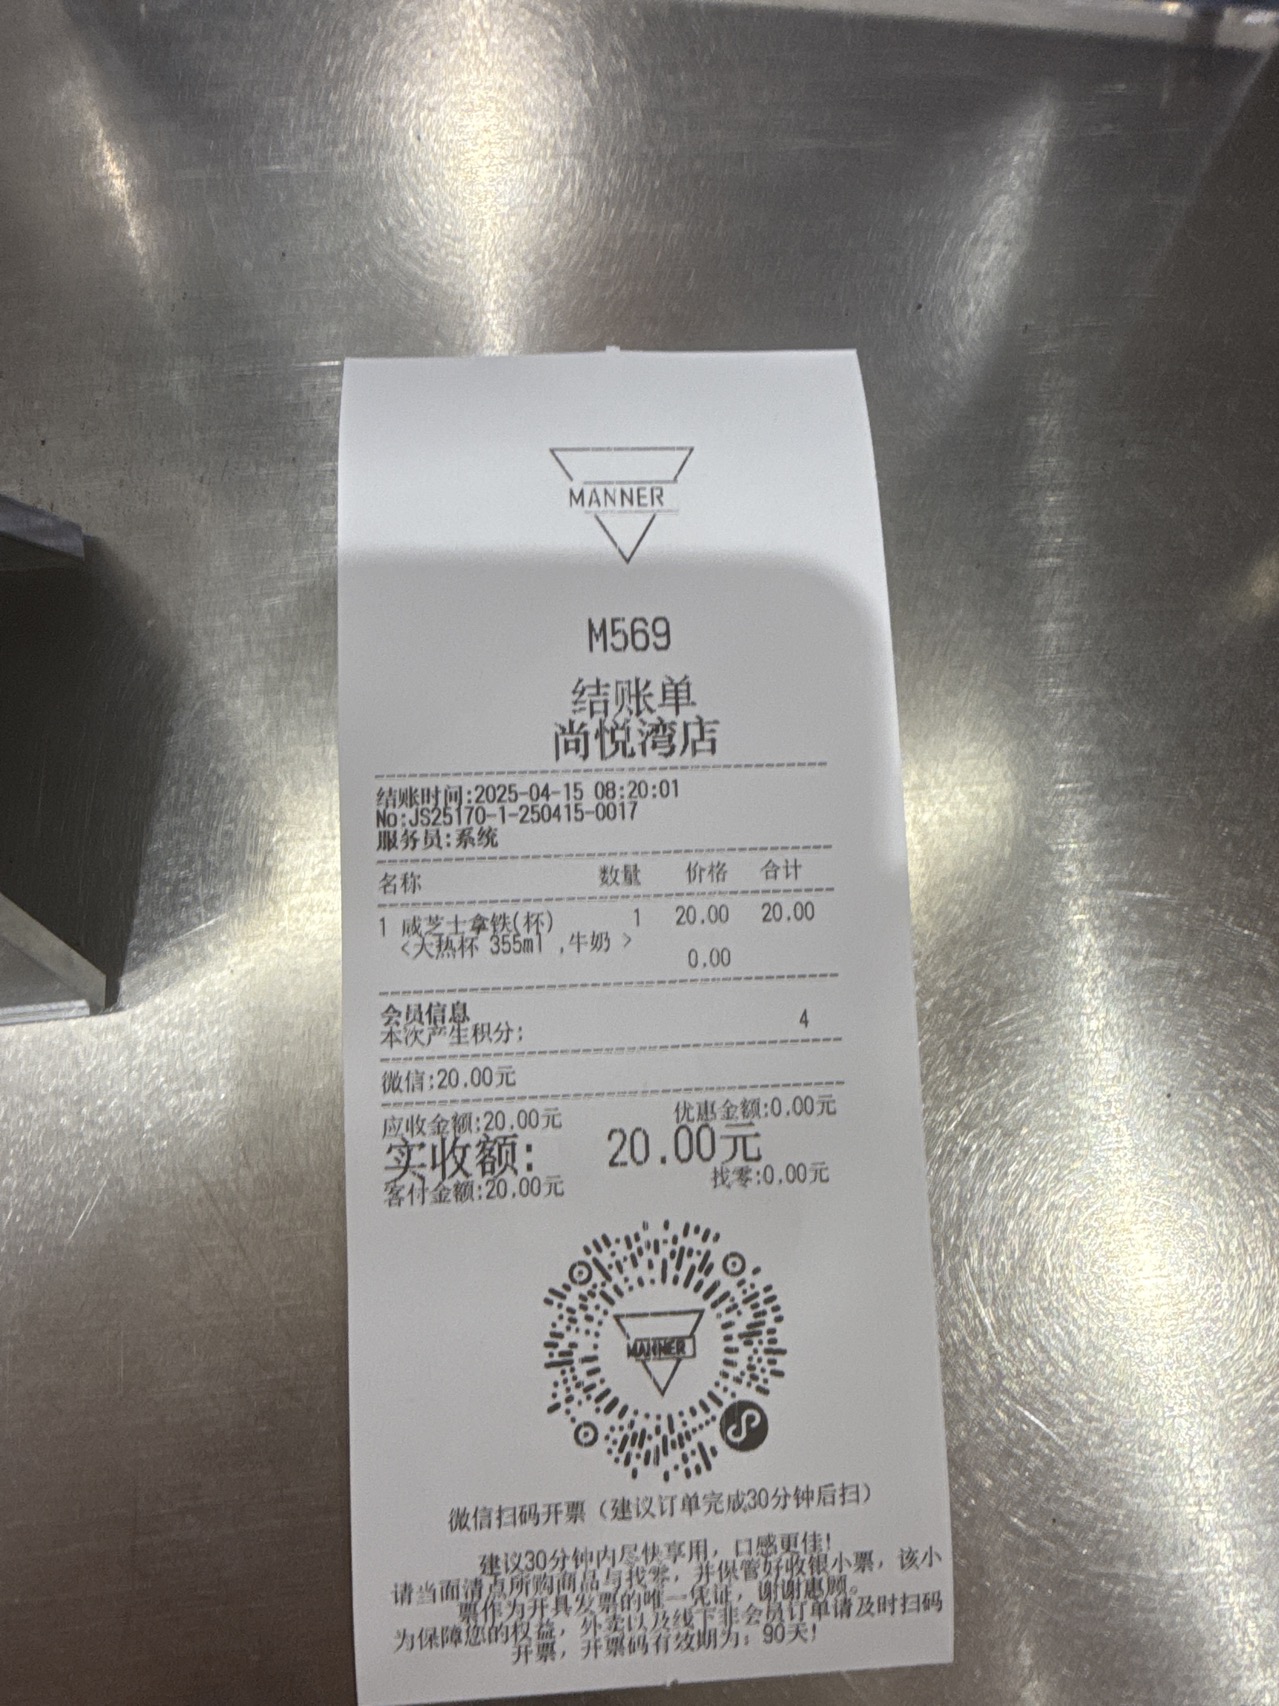 MANNER
M569
结账单
尚悦湾店
结账时间:2025-04-15 08:20:01
No:JS25170-1-250415-0017
服务员:系统
名称 数量 价格 合计
1 咸芝士拿铁(杯) 1 20.00 20.00
<大热杯 355ml ,牛奶 > 0.00
会员信息
本次产生积分; 4
微信:20.00元
应收金额:20.00元 优惠金额:0.00元
实收额: 20.00元
客付金额:20.00元 找零:0.00元
MANNER
微信扫码开票（建议订单完成30分钟后扫）
建议30分钟内尽快享用，口感更佳!
请当面清点所购商品与找零，并保管好收银小票，该小
票作为开具发票的唯一凭证，谢谢惠顾。
为保障您的权益，外卖以及线下非会员订单请及时扫码
开票，开票码有效期为：90天!